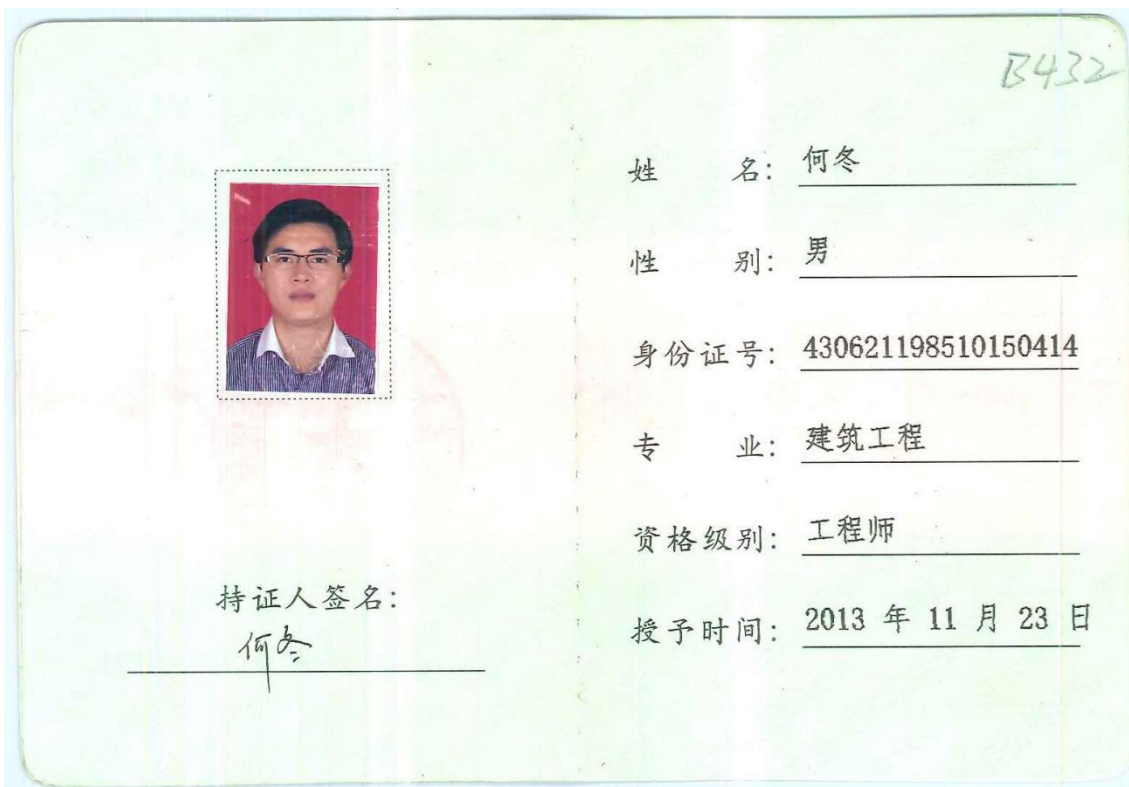 B432
姓 名: 何冬
性 别: 男
身份证号: 430621198510150414
专 业: 建筑工程
资格级别: 工程师
授予时间: 2013 年 11 月 23 日
持证人签名:
何冬